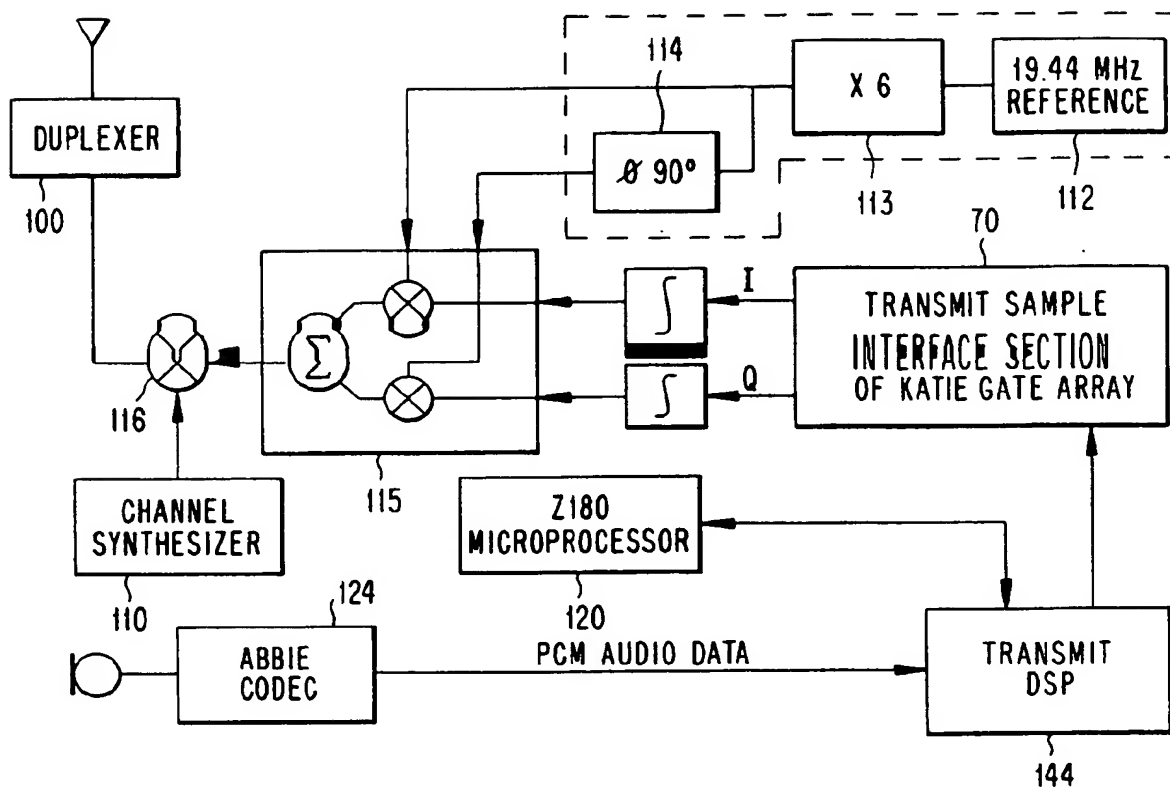 114
X 6
19.44 MHz
REFERENCE
DUPLEXER
Ø 90°
100
113
112
70
I
TRANSMIT SAMPLE
INTERFACE SECTION
OF KATIE GATE ARRAY
Σ
∫
Q
∫
116
115
CHANNEL
SYNTHESIZER
Z180
MICROPROCESSOR
110
124
120
ABBIE
CODEC
PCM AUDIO DATA
TRANSMIT
DSP
144